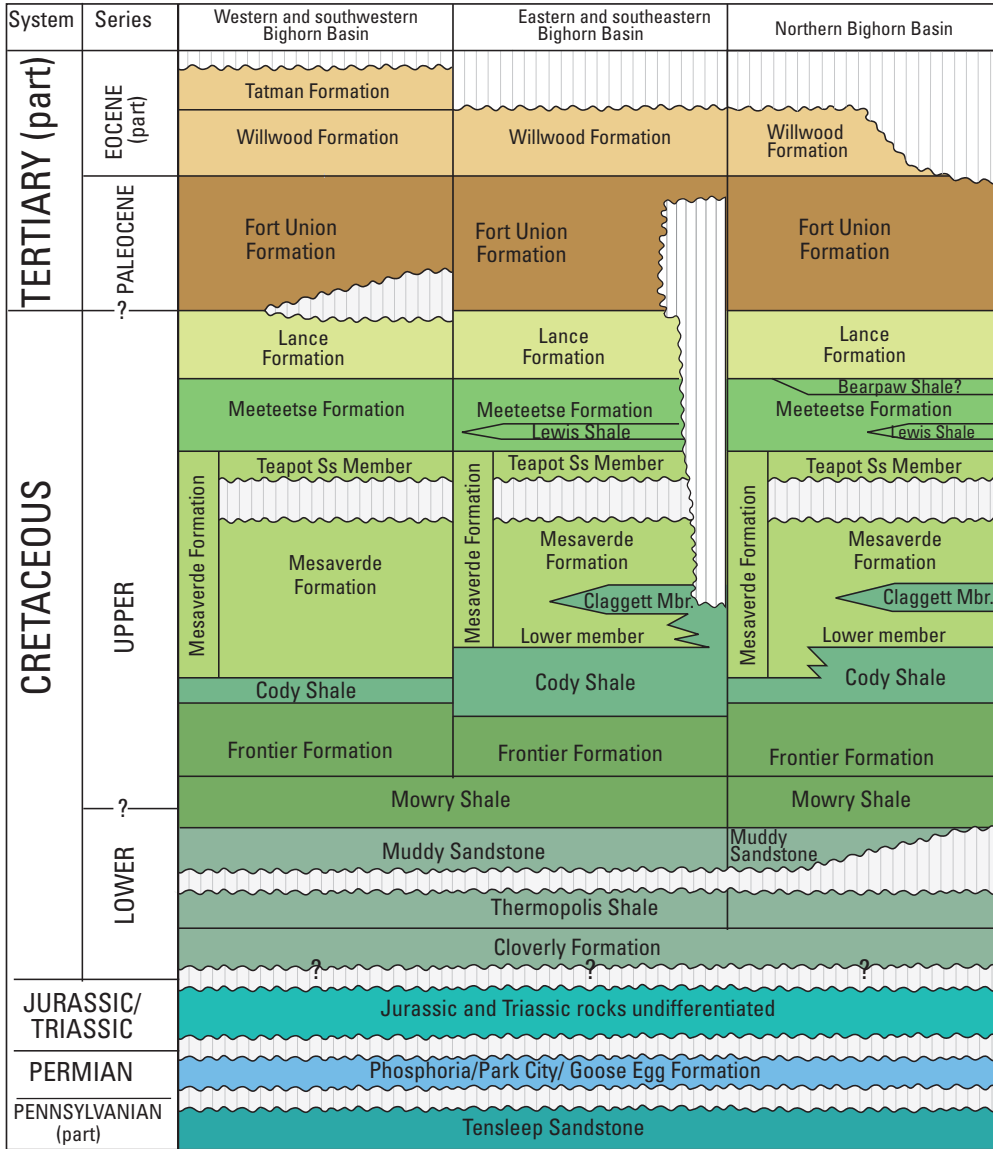 System
Series
Western and southwestern
Bighorn Basin
Eastern and southeastern
Bighorn Basin
Northern Bighorn Basin
TERTIARY (part)
EOCENE
(part)
PALEOCENE
Tatman Formation
Willwood Formation
Willwood Formation
Willwood
Formation
Fort Union
Formation
Fort Union
Formation
Fort Union
Formation
?
CRETACEOUS
UPPER
Lance
Formation
Lance
Formation
Lance
Formation
Bearpaw Shale?
Meeteetse Formation
Meeteetse Formation
Lewis Shale
Meeteetse Formation
Lewis Shale
Mesaverde Formation
Teapot Ss Member
Mesaverde
Formation
Mesaverde Formation
Teapot Ss Member
Mesaverde
Formation
Claggett Mbr.
Lower member
Mesaverde Formation
Teapot Ss Member
Mesaverde
Formation
Claggett Mbr.
Lower member
Cody Shale
Cody Shale
Cody Shale
Frontier Formation
Frontier Formation
Frontier Formation
Mowry Shale
Mowry Shale
?
LOWER
Muddy Sandstone
Muddy
Sandstone
Thermopolis Shale
Cloverly Formation
?
?
?
JURASSIC/
TRIASSIC
Jurassic and Triassic rocks undifferentiated
PERMIAN
Phosphoria/Park City/ Goose Egg Formation
PENNSYLVANIAN
(part)
Tensleep Sandstone